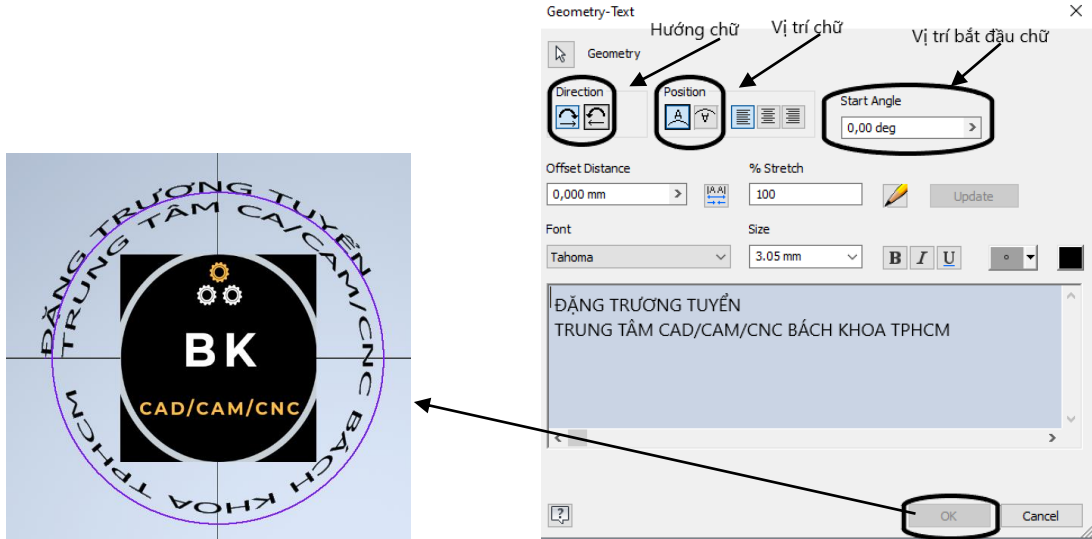 Geometry-Text
Hướng chữ
Vị trí chữ
Vị trí bắt đầu chữ
Geometry
Direction
Position
Start Angle
0,00 deg
Offset Distance
% Stretch
0,000 mm
100
Update
Font
Size
Tahoma
3.05 mm
B I U
ĐẶNG TRƯƠNG TUYỂN
TRUNG TÂM CAD/CAM/CNC BÁCH KHOA TPHCM
OK
Cancel
ĐẶNG TRƯƠNG TUYỂN
TRUNG TÂM CA/CAM/CNC BÁCH KHOA TPHCM
BK
CAD/CAM/CNC